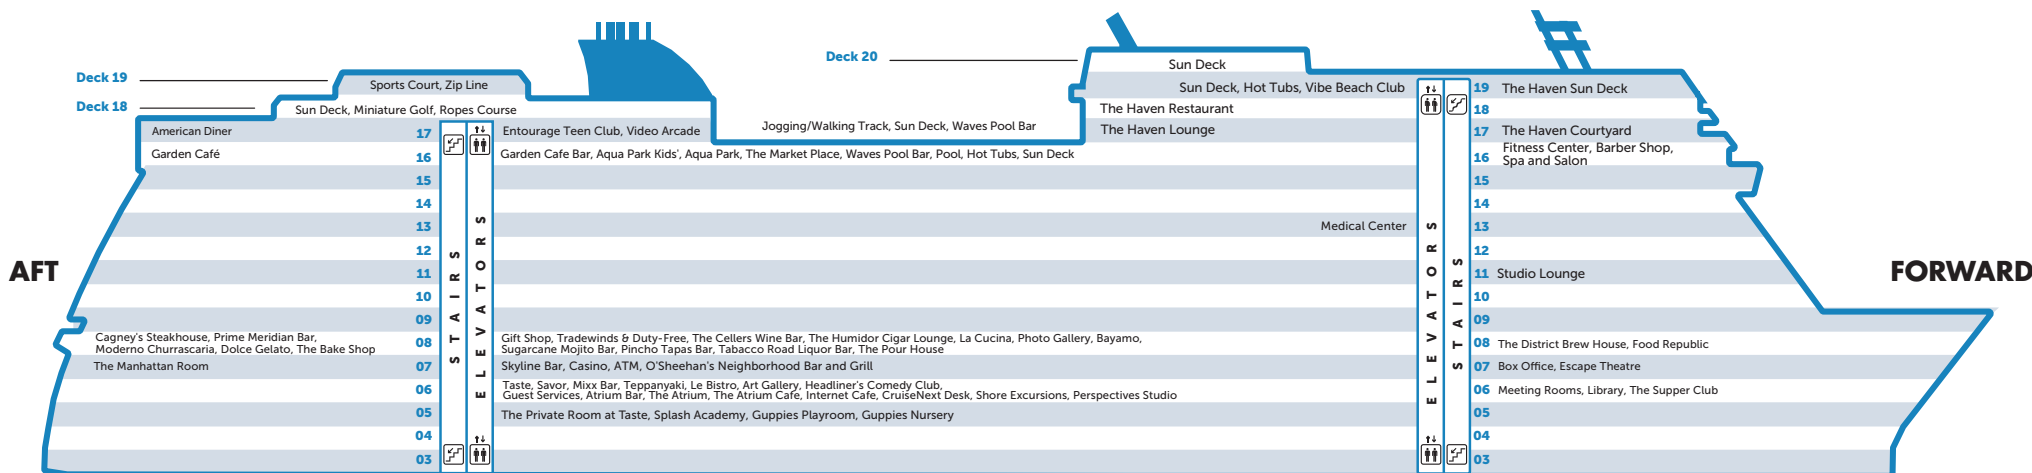 Deck 20
Sun Deck
Deck 19
Sports Court, Zip Line
Sun Deck, Hot Tubs, Vibe Beach Club
19
The Haven Sun Deck
Deck 18
Sun Deck, Miniature Golf, Ropes Course
The Haven Restaurant
18
American Diner
17
Entourage Teen Club, Video Arcade
Jogging/Walking Track, Sun Deck, Waves Pool Bar
The Haven Lounge
17
The Haven Courtyard
Garden Café
16
Garden Cafe Bar, Aqua Park Kids', Aqua Park, The Market Place, Waves Pool Bar, Pool, Hot Tubs, Sun Deck
16
Fitness Center, Barber Shop,
Spa and Salon
15
15
14
14
13
Medical Center
13
12
12
AFT
11
11
Studio Lounge
FORWARD
10
10
09
09
STAIRS
ELEVATORS
ELEVATORS
STAIRS
Cagney's Steakhouse, Prime Meridian Bar,
Moderno Churrascaria, Dolce Gelato, The Bake Shop
08
Gift Shop, Tradewinds & Duty-Free, The Cellers Wine Bar, The Humidor Cigar Lounge, La Cucina, Photo Gallery, Bayamo,
Sugarcane Mojito Bar, Pincho Tapas Bar, Tabacco Road Liquor Bar, The Pour House
08
The District Brew House, Food Republic
The Manhattan Room
07
Skyline Bar, Casino, ATM, O'Sheehan's Neighborhood Bar and Grill
07
Box Office, Escape Theatre
06
Taste, Savor, Mixx Bar, Teppanyaki, Le Bistro, Art Gallery, Headliner's Comedy Club,
Guest Services, Atrium Bar, The Atrium, The Atrium Cafe, Internet Cafe, CruiseNext Desk, Shore Excursions, Perspectives Studio
06
Meeting Rooms, Library, The Supper Club
05
The Private Room at Taste, Splash Academy, Guppies Playroom, Guppies Nursery
05
04
04
03
03